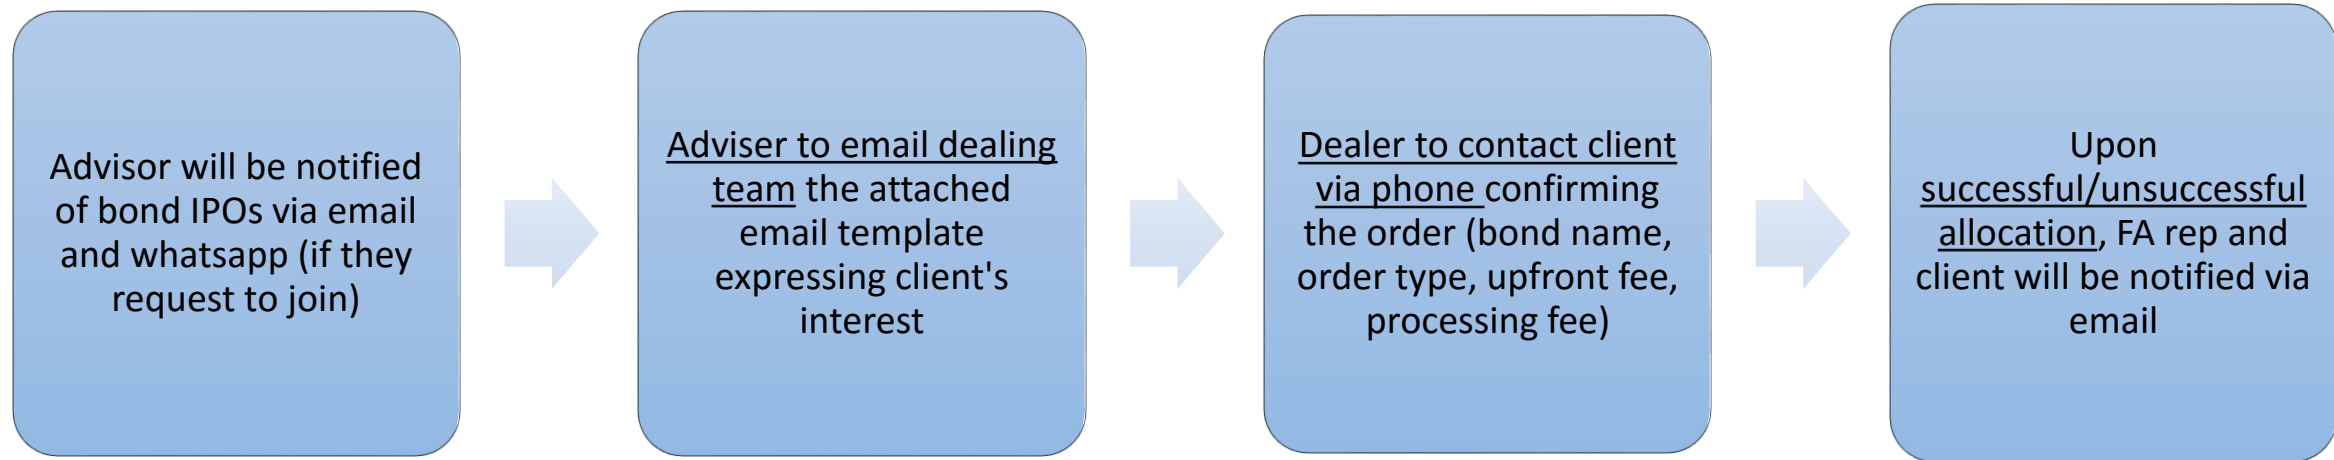 Advisor will be notified
of bond IPOs via email
and whatsapp (if they
request to join)
Adviser to email dealing
team the attached
email template
expressing client's
interest
Dealer to contact client
via phone confirming
the order (bond name,
order type, upfront fee,
processing fee)
Upon
successful/unsuccessful
allocation, FA rep and
client will be notified via
email